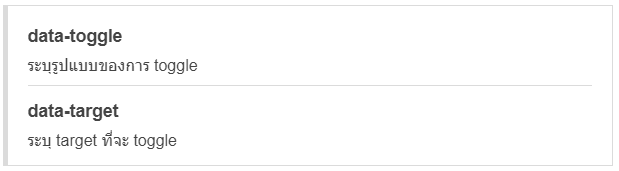 data-toggle
ระบุรูปแบบของการ toggle
data-target
ระบุ target ที่จะ toggle